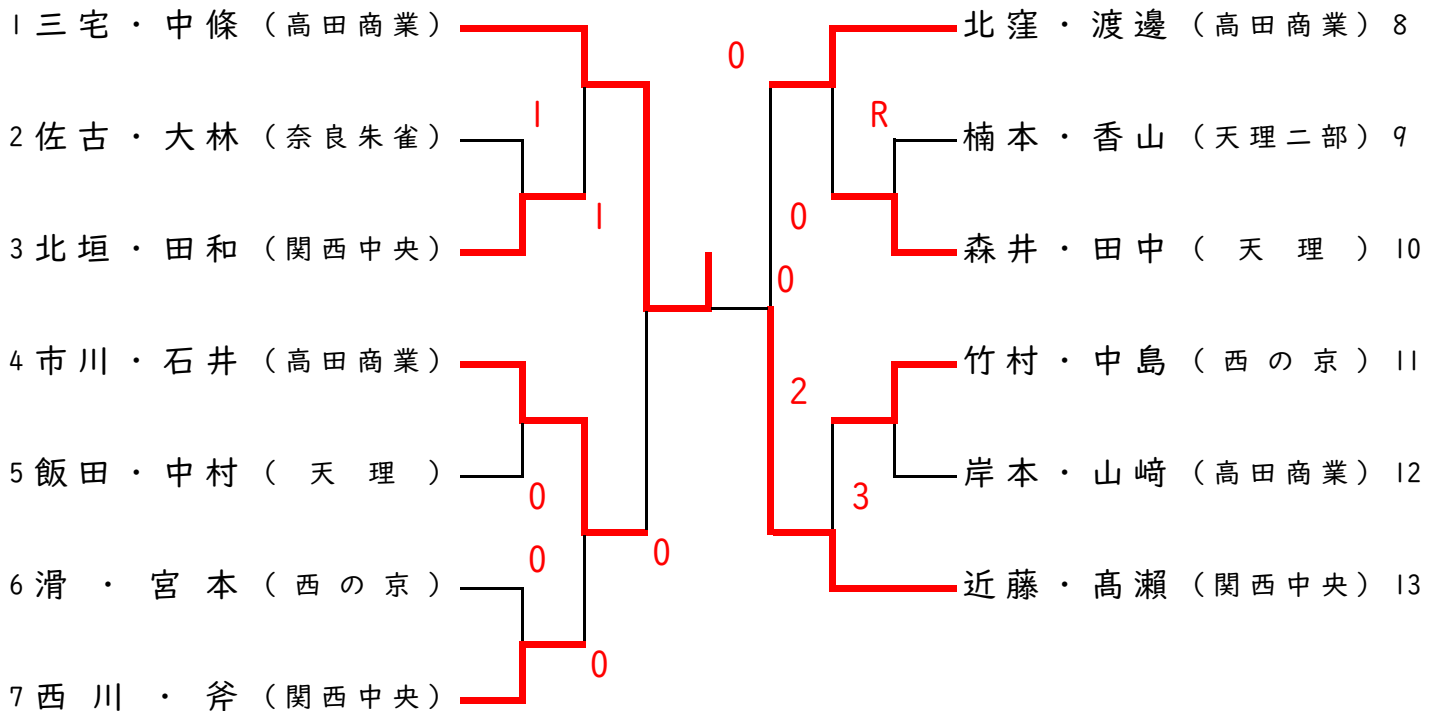 1 三宅・中條 (高田商業)
2 佐古・大林 (奈良朱雀)
3 北垣・田和 (関西中央)
4 市川・石井 (高田商業)
5 飯田・中村 (天理)
6 滑・宮本 (西の京)
7 西川・斧 (関西中央)
1
1
0
0
0
0
0
R
0
0
2
3
北窪・渡邊 (高田商業) 8
楠本・香山 (天理二部) 9
森井・田中 (天理) 10
竹村・中島 (西の京) 11
岸本・山﨑 (高田商業) 12
近藤・髙瀨 (関西中央) 13